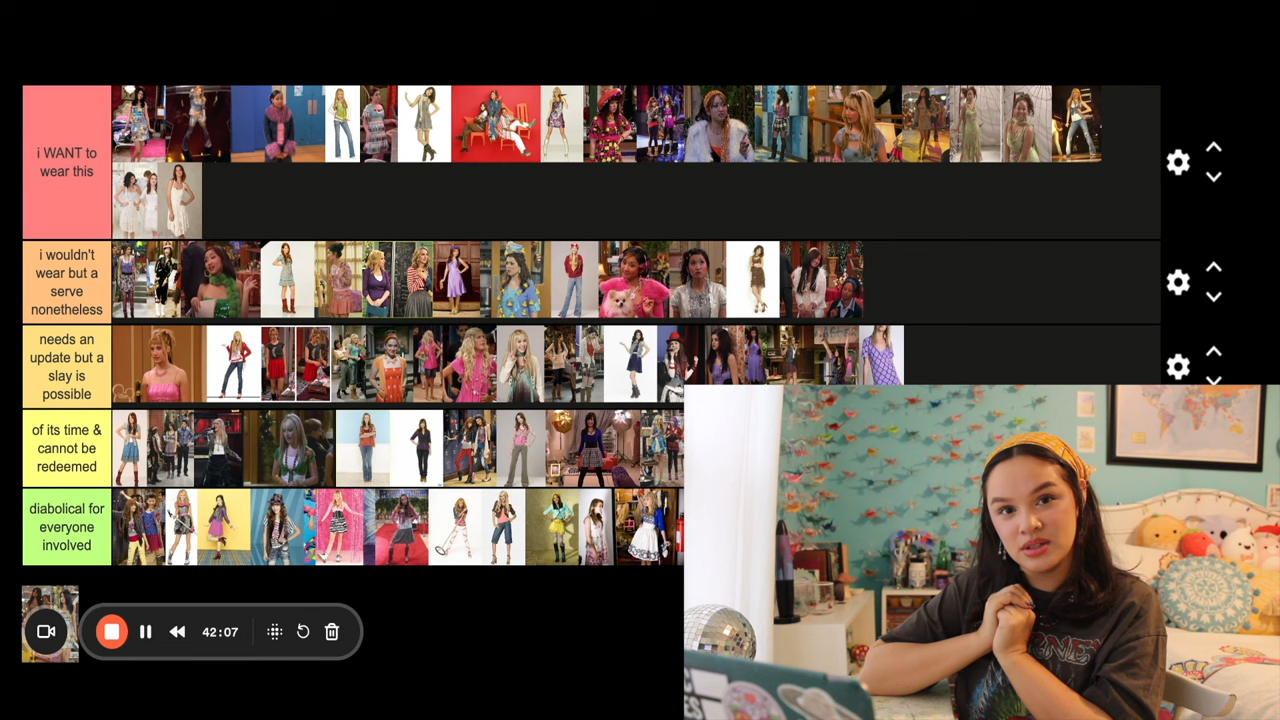 i WANT to
wear this
i wouldn't
wear but a
serve
nonetheless
needs an
update but a
slay is
possible
of its time &
cannot be
redeemed
diabolical for
everyone
involved
42:07